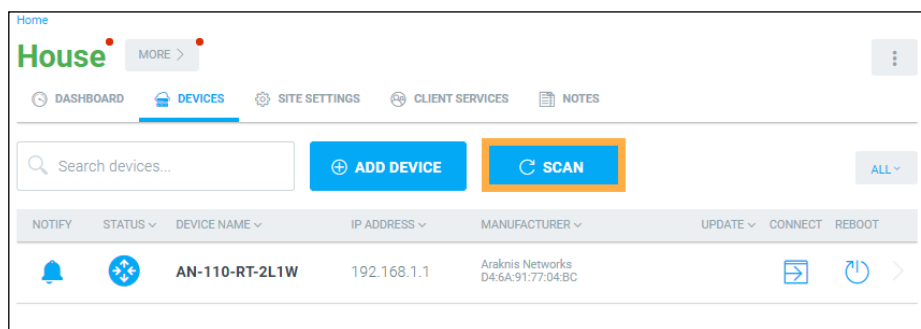 Home
House MORE >
DASHBOARD DEVICES SITE SETTINGS CLIENT SERVICES NOTES
Search devices... ADD DEVICE SCAN ALL
NOTIFY STATUS DEVICE NAME IP ADDRESS MANUFACTURER UPDATE CONNECT REBOOT
AN-110-RT-2L1W 192.168.1.1 Araknis Networks
D4:6A:91:77:04:BC